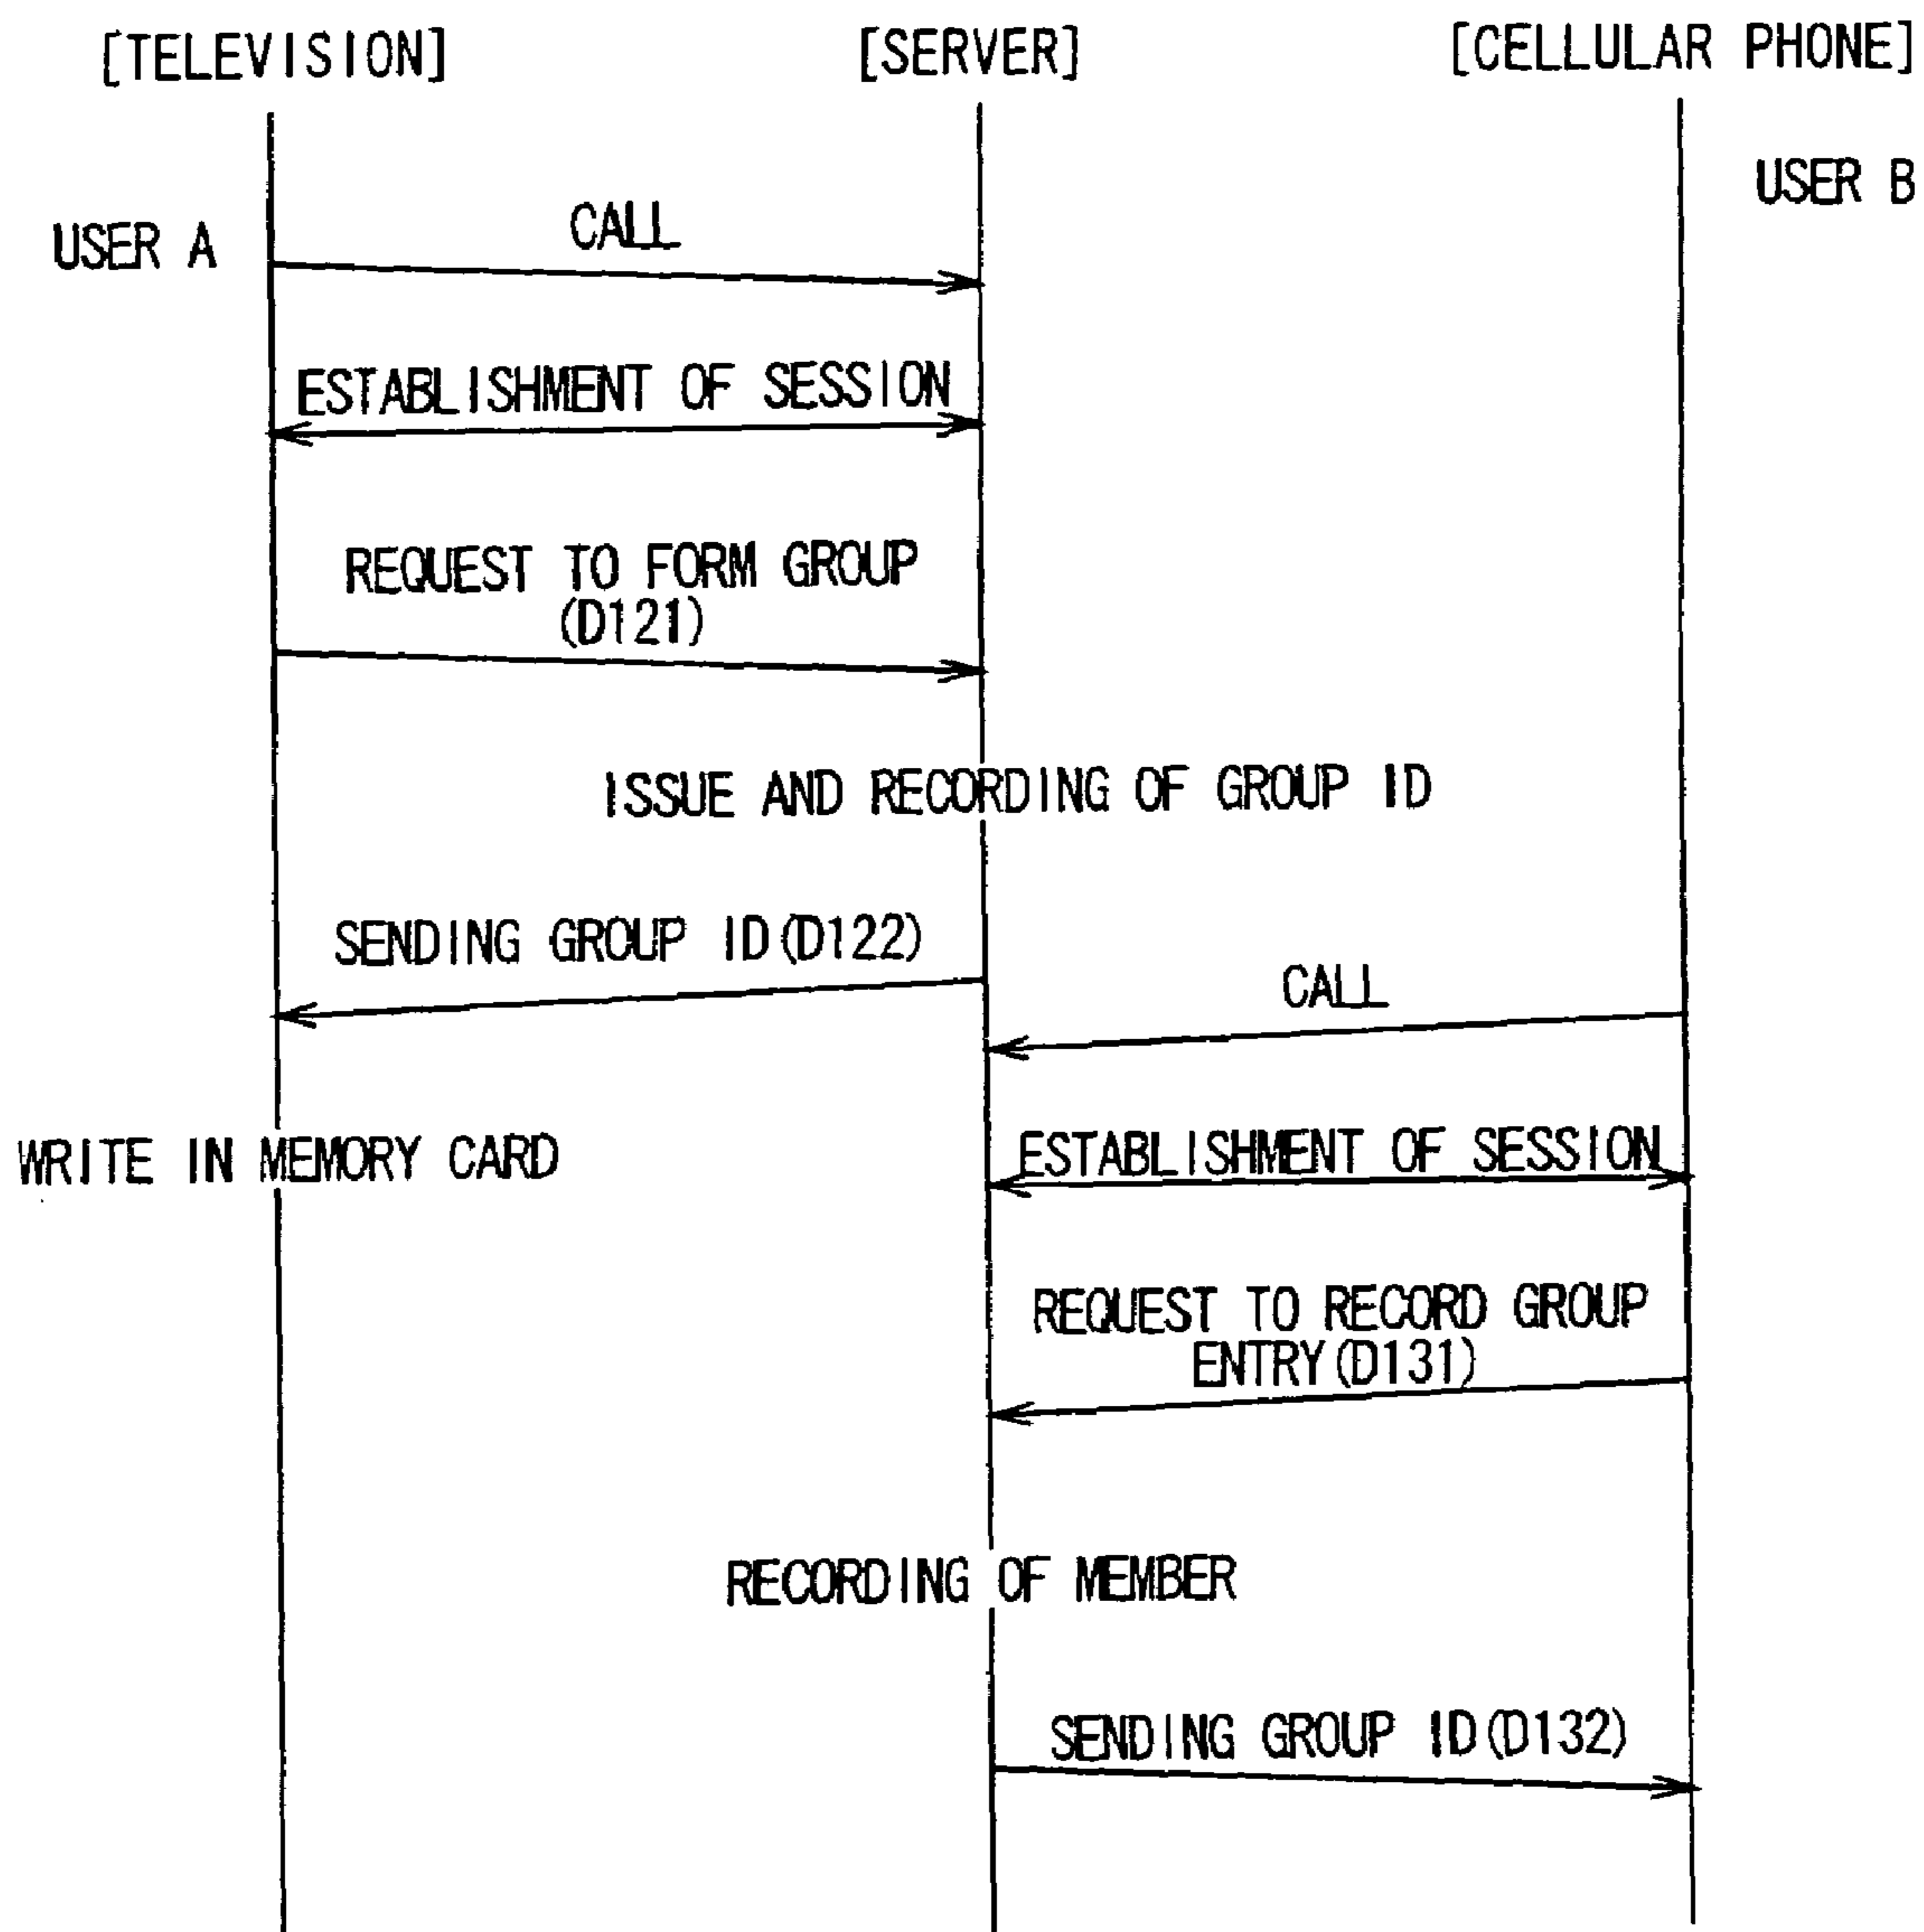 [TELEVISION]
[SERVER]
[CELLULAR PHONE]
USER B
USER A
CALL
ESTABLISHMENT OF SESSION
REQUEST TO FORM GROUP
(D121)
ISSUE AND RECORDING OF GROUP ID
SENDING GROUP ID(D122)
CALL
WRITE IN MEMORY CARD
ESTABLISHMENT OF SESSION
REQUEST TO RECORD GROUP
ENTRY(D131)
RECORDING OF MEMBER
SENDING GROUP ID(D132)